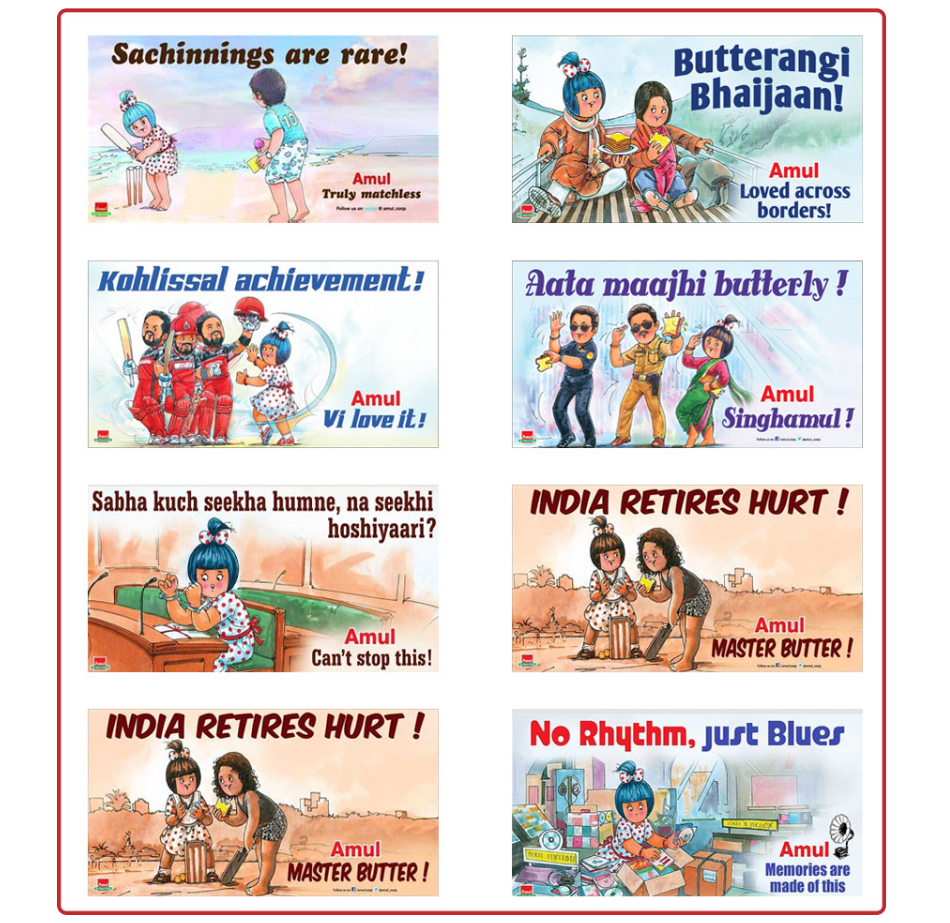 Sachinnings are rare!
Amul
Truly matchless
Butterangi
Bhaijaan!
Amul
Loved across
borders!
Kohlissal achievement!
Amul
Vi love it!
Aata maajhi butterly!
Amul
Singhamul!
Sabha kuch seekha humne, na seekhi
hoshiyaari?
Amul
Can't stop this!
INDIA RETIRES HURT!
Amul
MASTER BUTTER!
INDIA RETIRES HURT!
Amul
MASTER BUTTER!
No Rhythm, just Blues
Amul
Memories are
made of this